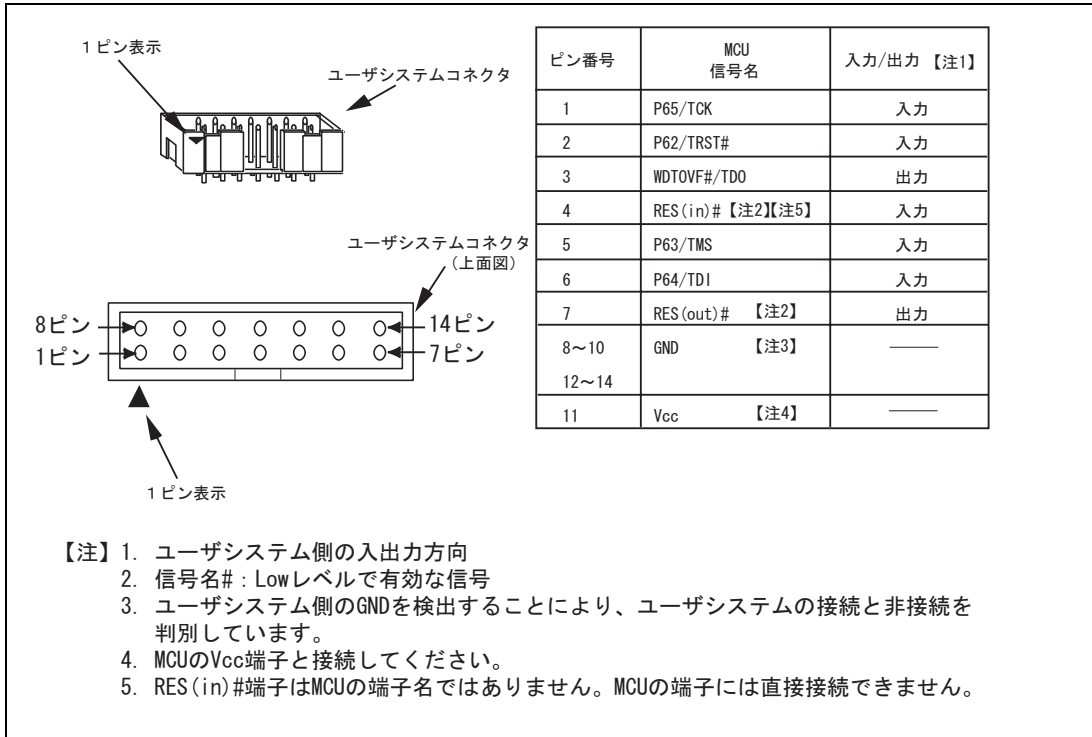 1ピン表示
ユーザシステムコネクタ
ユーザシステムコネクタ
(上面図)
8ピン
14ピン
1ピン
7ピン
1ピン表示
ピン番号 MCU信号名 入力/出力 【注1】
1 P65/TCK 入力
2 P62/TRST# 入力
3 WDTOVF#/TDO 出力
4 RES(in)#【注2】【注5】 入力
5 P63/TMS 入力
6 P64/TDI 入力
7 RES(out)# 【注2】 出力
8～10 GND 【注3】 ――
12～14
11 Vcc 【注4】 ――
【注】1. ユーザシステム側の入出力方向
2. 信号名#：Lowレベルで有効な信号
3. ユーザシステム側のGNDを検出することにより、ユーザシステムの接続と非接続を
判別しています。
4. MCUのVcc端子と接続してください。
5. RES(in)#端子はMCUの端子名ではありません。MCUの端子には直接接続できません。